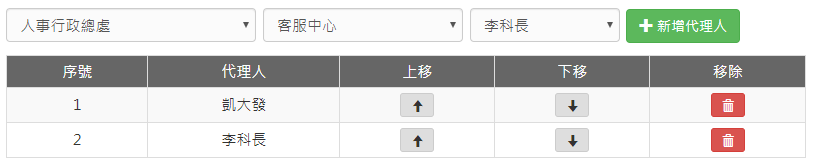 人事行政總處 客服中心 李科長 新增代理人
序號 代理人 上移 下移 移除
1 凱大發
2 李科長